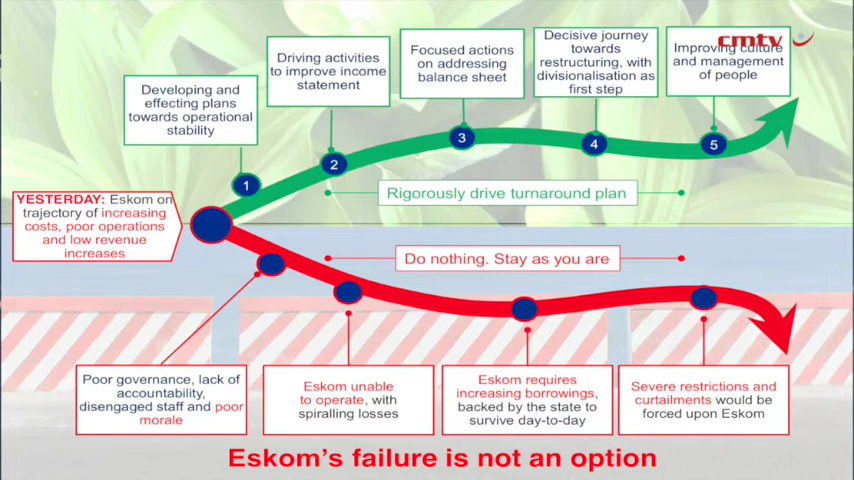 cmtv
Developing and
effecting plans
towards operational
stability
Driving activities
to improve income
statement
Focused actions
on addressing
balance sheet
Decisive journey
towards
restructuring, with
divisionalisation as
first step
Improving culture
and management
of people
1
2
3
4
5
Rigorously drive turnaround plan
YESTERDAY: Eskom on
trajectory of increasing
costs, poor operations
and low revenue
increases
Do nothing. Stay as you are
Poor governance, lack of
accountability,
disengaged staff and poor
morale
Eskom unable
to operate, with
spiralling losses
Eskom requires
increasing borrowings,
backed by the state to
survive day-to-day
Severe restrictions and
curtailments would be
forced upon Eskom
Eskom's failure is not an option